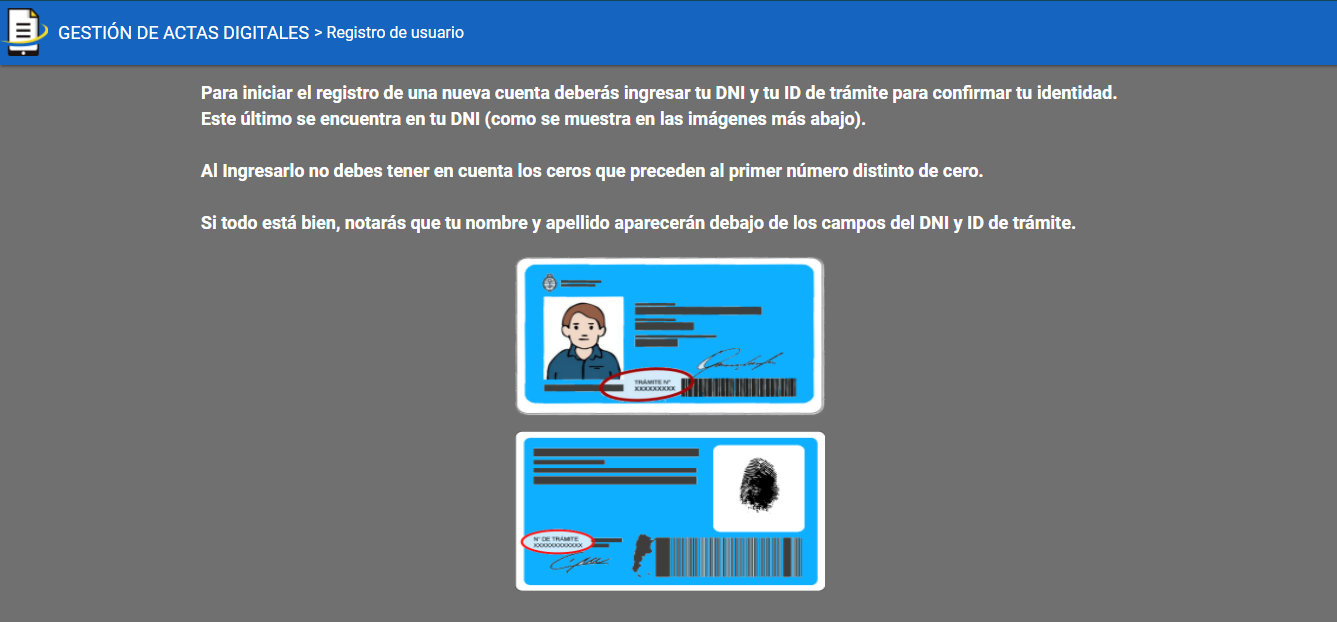 GESTIÓN DE ACTAS DIGITALES > Registro de usuario
Para iniciar el registro de una nueva cuenta deberás ingresar tu DNI y tu ID de trámite para confirmar tu identidad.
Este último se encuentra en tu DNI (como se muestra en las imágenes más abajo).
Al Ingresarlo no debes tener en cuenta los ceros que preceden al primer número distinto de cero.
Si todo está bien, notarás que tu nombre y apellido aparecerán debajo de los campos del DNI y ID de trámite.
TRÁMITE N°
XXXXXXXXX
N° DE TRÁMITE
XXXXXXXXXXX